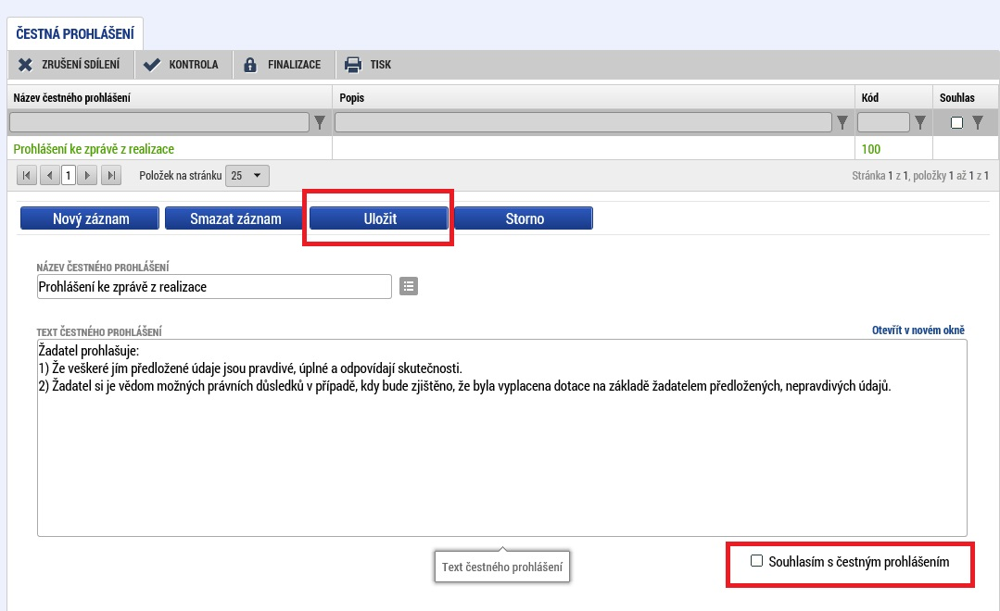 ČESTNÁ PROHLÁŠENÍ
ZRUŠENÍ SDÍLENÍ KONTROLA FINALIZACE TISK
Název čestného prohlášení Popis Kód Souhlas
Prohlášení ke zprávě z realizace 100
1 Položek na stránku 25 Stránka 1 z 1, položky 1 až 1 z 1
Nový záznam Smazat záznam Uložit Storno
NÁZEV ČESTNÉHO PROHLÁŠENÍ
Prohlášení ke zprávě z realizace
TEXT ČESTNÉHO PROHLÁŠENÍ Otevřít v novém okně
Žadatel prohlašuje:
1) Že veškeré jím předložené údaje jsou pravdivé, úplné a odpovídají skutečnosti.
2) Žadatel si je vědom možných právních důsledků v případě, kdy bude zjištěno, že byla vyplacena dotace na základě žadatelem předložených, nepravdivých údajů.
Text čestného prohlášení Souhlasím s čestným prohlášením